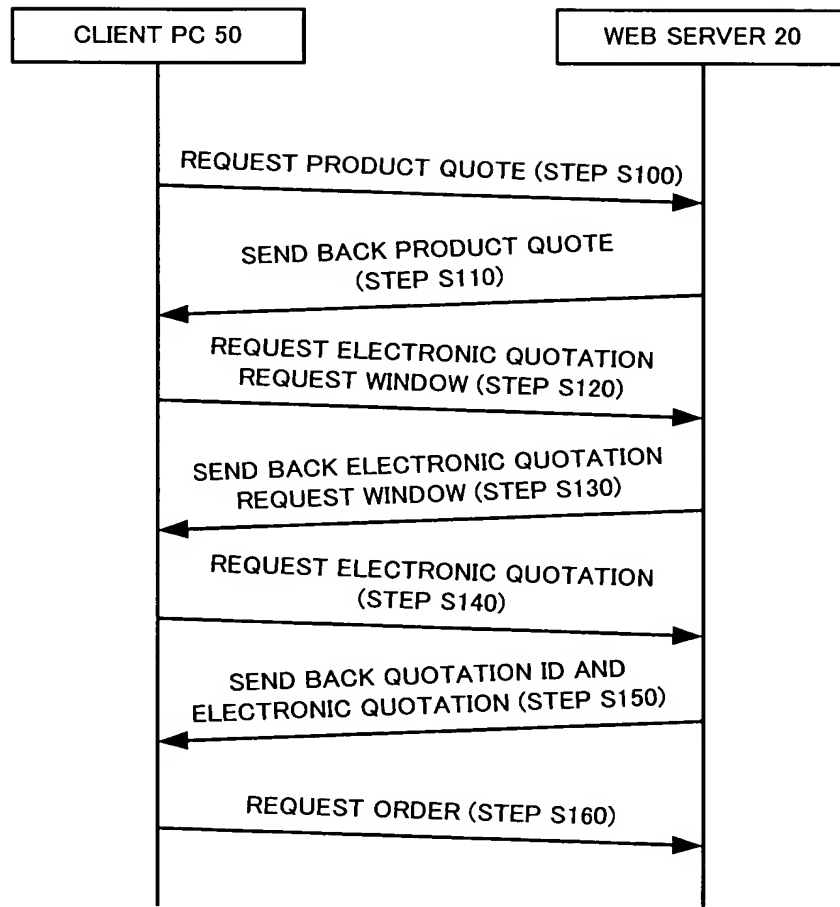 CLIENT PC 50
WEB SERVER 20
REQUEST PRODUCT QUOTE (STEP S100)
SEND BACK PRODUCT QUOTE
(STEP S110)
REQUEST ELECTRONIC QUOTATION
REQUEST WINDOW (STEP S120)
SEND BACK ELECTRONIC QUOTATION
REQUEST WINDOW (STEP S130)
REQUEST ELECTRONIC QUOTATION
(STEP S140)
SEND BACK QUOTATION ID AND
ELECTRONIC QUOTATION (STEP S150)
REQUEST ORDER (STEP S160)